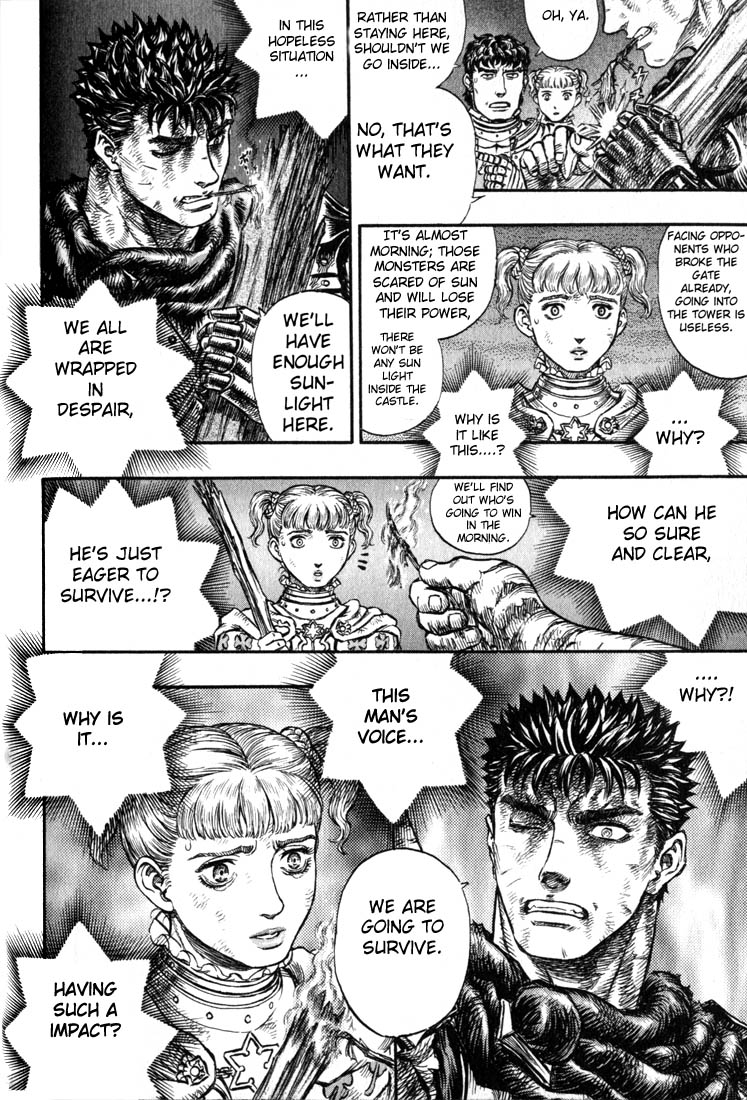 OH, YA.
RATHER THAN
STAYING HERE,
SHOULDN'T WE
GO INSIDE...
NO, THAT'S
WHAT THEY
WANT.
FACING OPPO-
NENTS WHO
BROKE THE
GATE
ALREADY,
GOING INTO
THE TOWER IS
USELESS.
IT'S ALMOST
MORNING; THOSE
MONSTERS ARE
SCARED OF SUN
AND WILL LOSE
THEIR POWER,
THERE
WON'T BE
ANY SUN
LIGHT
INSIDE THE
CASTLE.
...
WHY?
WHY IS
IT LIKE
THIS....?
IN THIS
HOPELESS
SITUATION
...
WE'LL
HAVE
ENOUGH
SUN-
LIGHT
HERE.
WE ALL
ARE
WRAPPED
IN
DESPAIR,
HOW CAN HE
SO SURE
AND CLEAR,
WE'LL FIND
OUT WHO'S
GOING TO WIN
IN THE
MORNING.
HE'S JUST
EAGER TO
SURVIVE...!?
....
WHY?!
THIS
MAN'S
VOICE...
WHY IS
IT...
WE ARE
GOING TO
SURVIVE.
HAVING
SUCH A
IMPACT?